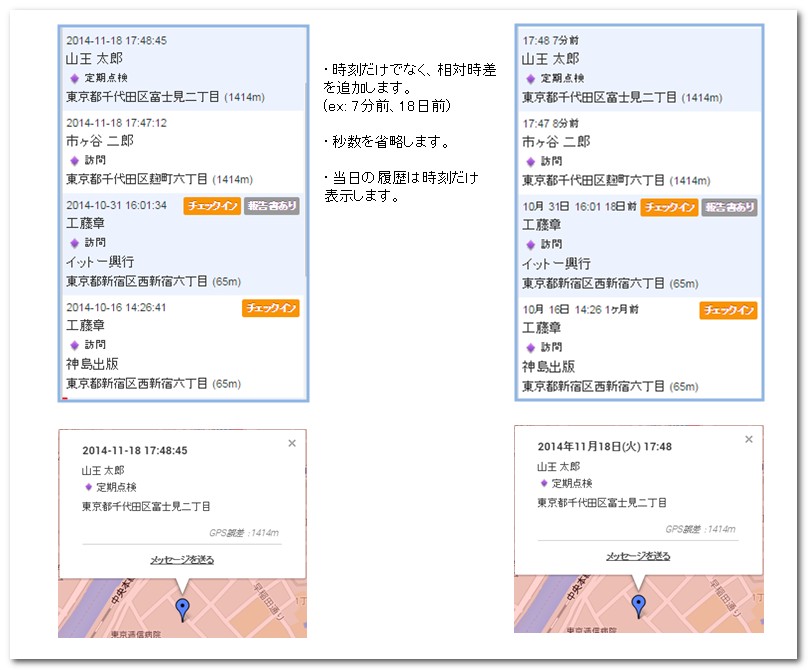 2014-11-18 17:48:45
山王 太郎
定期点検
東京都千代田区富士見二丁目 (1414m)
2014-11-18 17:47:12
市ヶ谷 二郎
訪問
東京都千代田区麹町六丁目 (1414m)
2014-10-31 16:01:34 チェックイン 報告書あり
工藤章
訪問
イットー興行
東京都新宿区西新宿六丁目 (65m)
2014-10-16 14:26:41 チェックイン
工藤章
訪問
神島出版
東京都新宿区西新宿六丁目 (65m)
・時刻だけでなく、相対時差
を追加します。
(ex: 7分前、18日前)
・秒数を省略します。
・当日の履歴は時刻だけ
表示します。
17:48 7分前
山王 太郎
定期点検
東京都千代田区富士見二丁目 (1414m)
17:47 8分前
市ヶ谷 二郎
訪問
東京都千代田区麹町六丁目 (1414m)
10月 31日 16:01 18日前 チェックイン 報告書あり
工藤章
訪問
イットー興行
東京都新宿区西新宿六丁目 (65m)
10月 16日 14:26 1ヶ月前 チェックイン
工藤章
訪問
神島出版
東京都新宿区西新宿六丁目 (65m)
2014-11-18 17:48:45 ×
山王 太郎
定期点検
東京都千代田区富士見二丁目
GPS誤差 : 1414m
メッセージを送る
中央本
早稲田通り
1丁
東京逓信病院
2014年11月18日(火) 17:48 ×
山王 太郎
定期点検
東京都千代田区富士見二丁目
GPS誤差 : 1414m
メッセージを送る
中央本
早稲田通り
東京逓信病院